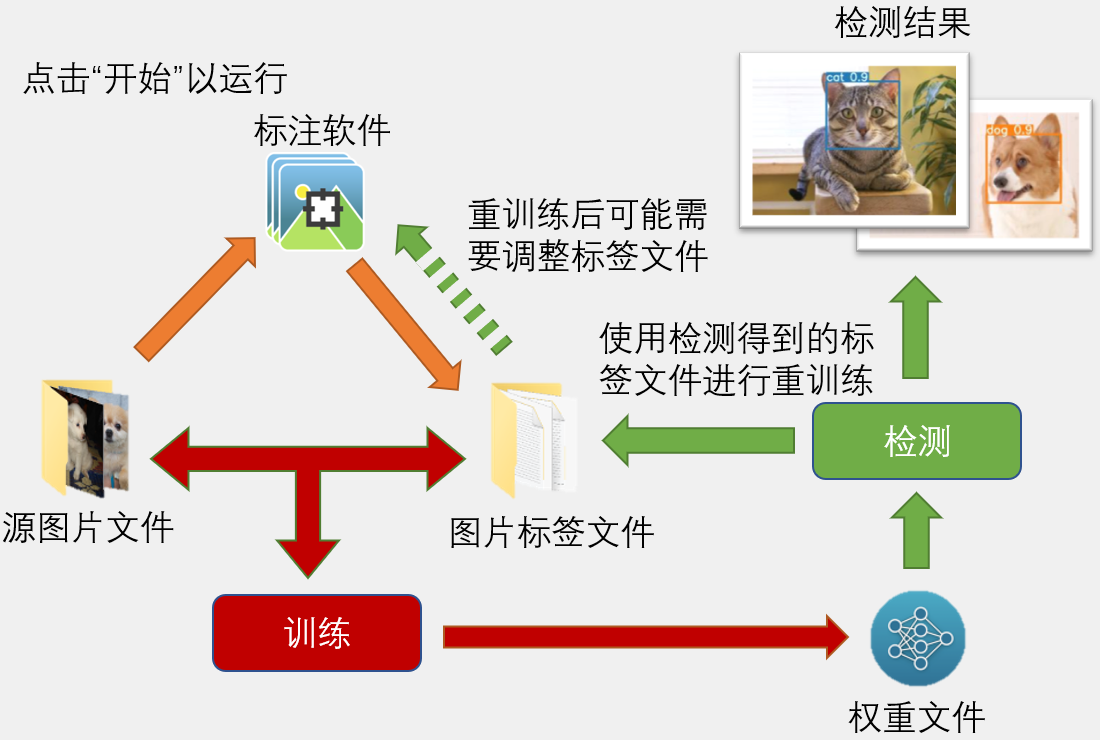 检测结果
点击“开始”以运行
cat 0.9
标注软件
dog 0.9
重训练后可能需
要调整标签文件
使用检测得到的标
签文件进行重训练
检测
源图片文件
图片标签文件
训练
权重文件